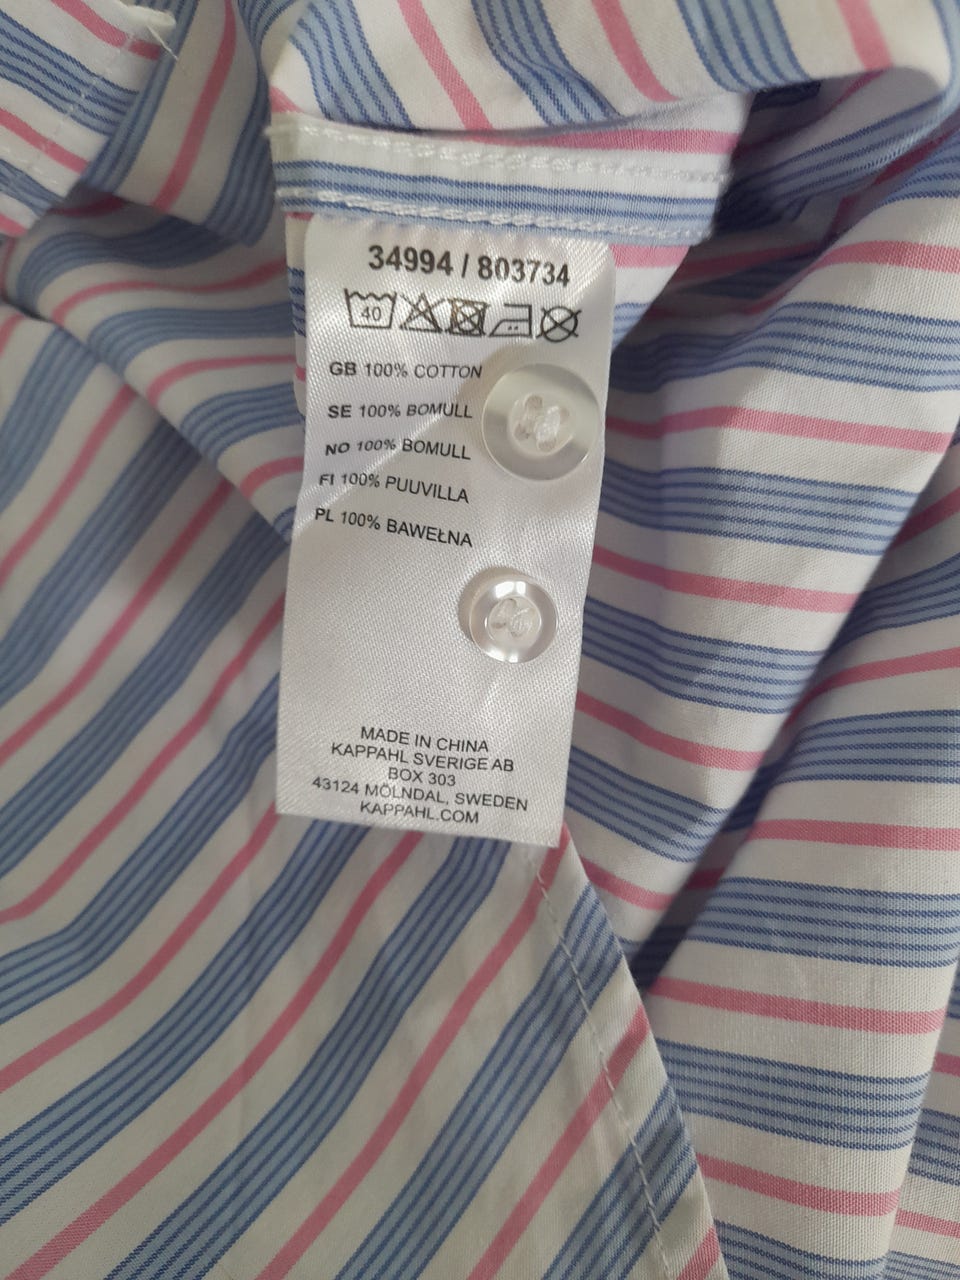 34994 / 803734
40
GB 100% COTTON
SE 100% BOMULL
NO 100% BOMULL
FI 100% PUUVILLA
PL 100% BAWEŁNA
MADE IN CHINA
KAPPAHL SVERIGE AB
BOX 303
43124 MÖLNDAL, SWEDEN
KAPPAHL.COM